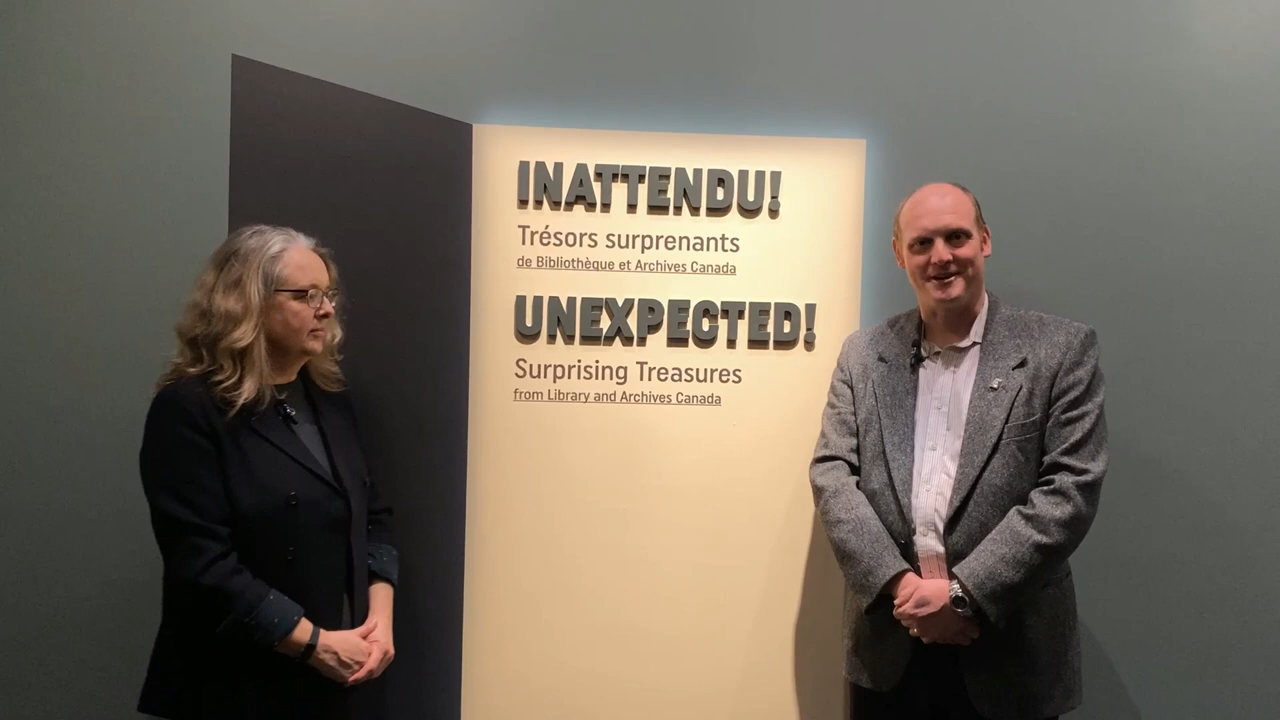 INATTENDU!
Trésors surprenants
de Bibliothèque et Archives Canada
UNEXPECTED!
Surprising Treasures
from Library and Archives Canada